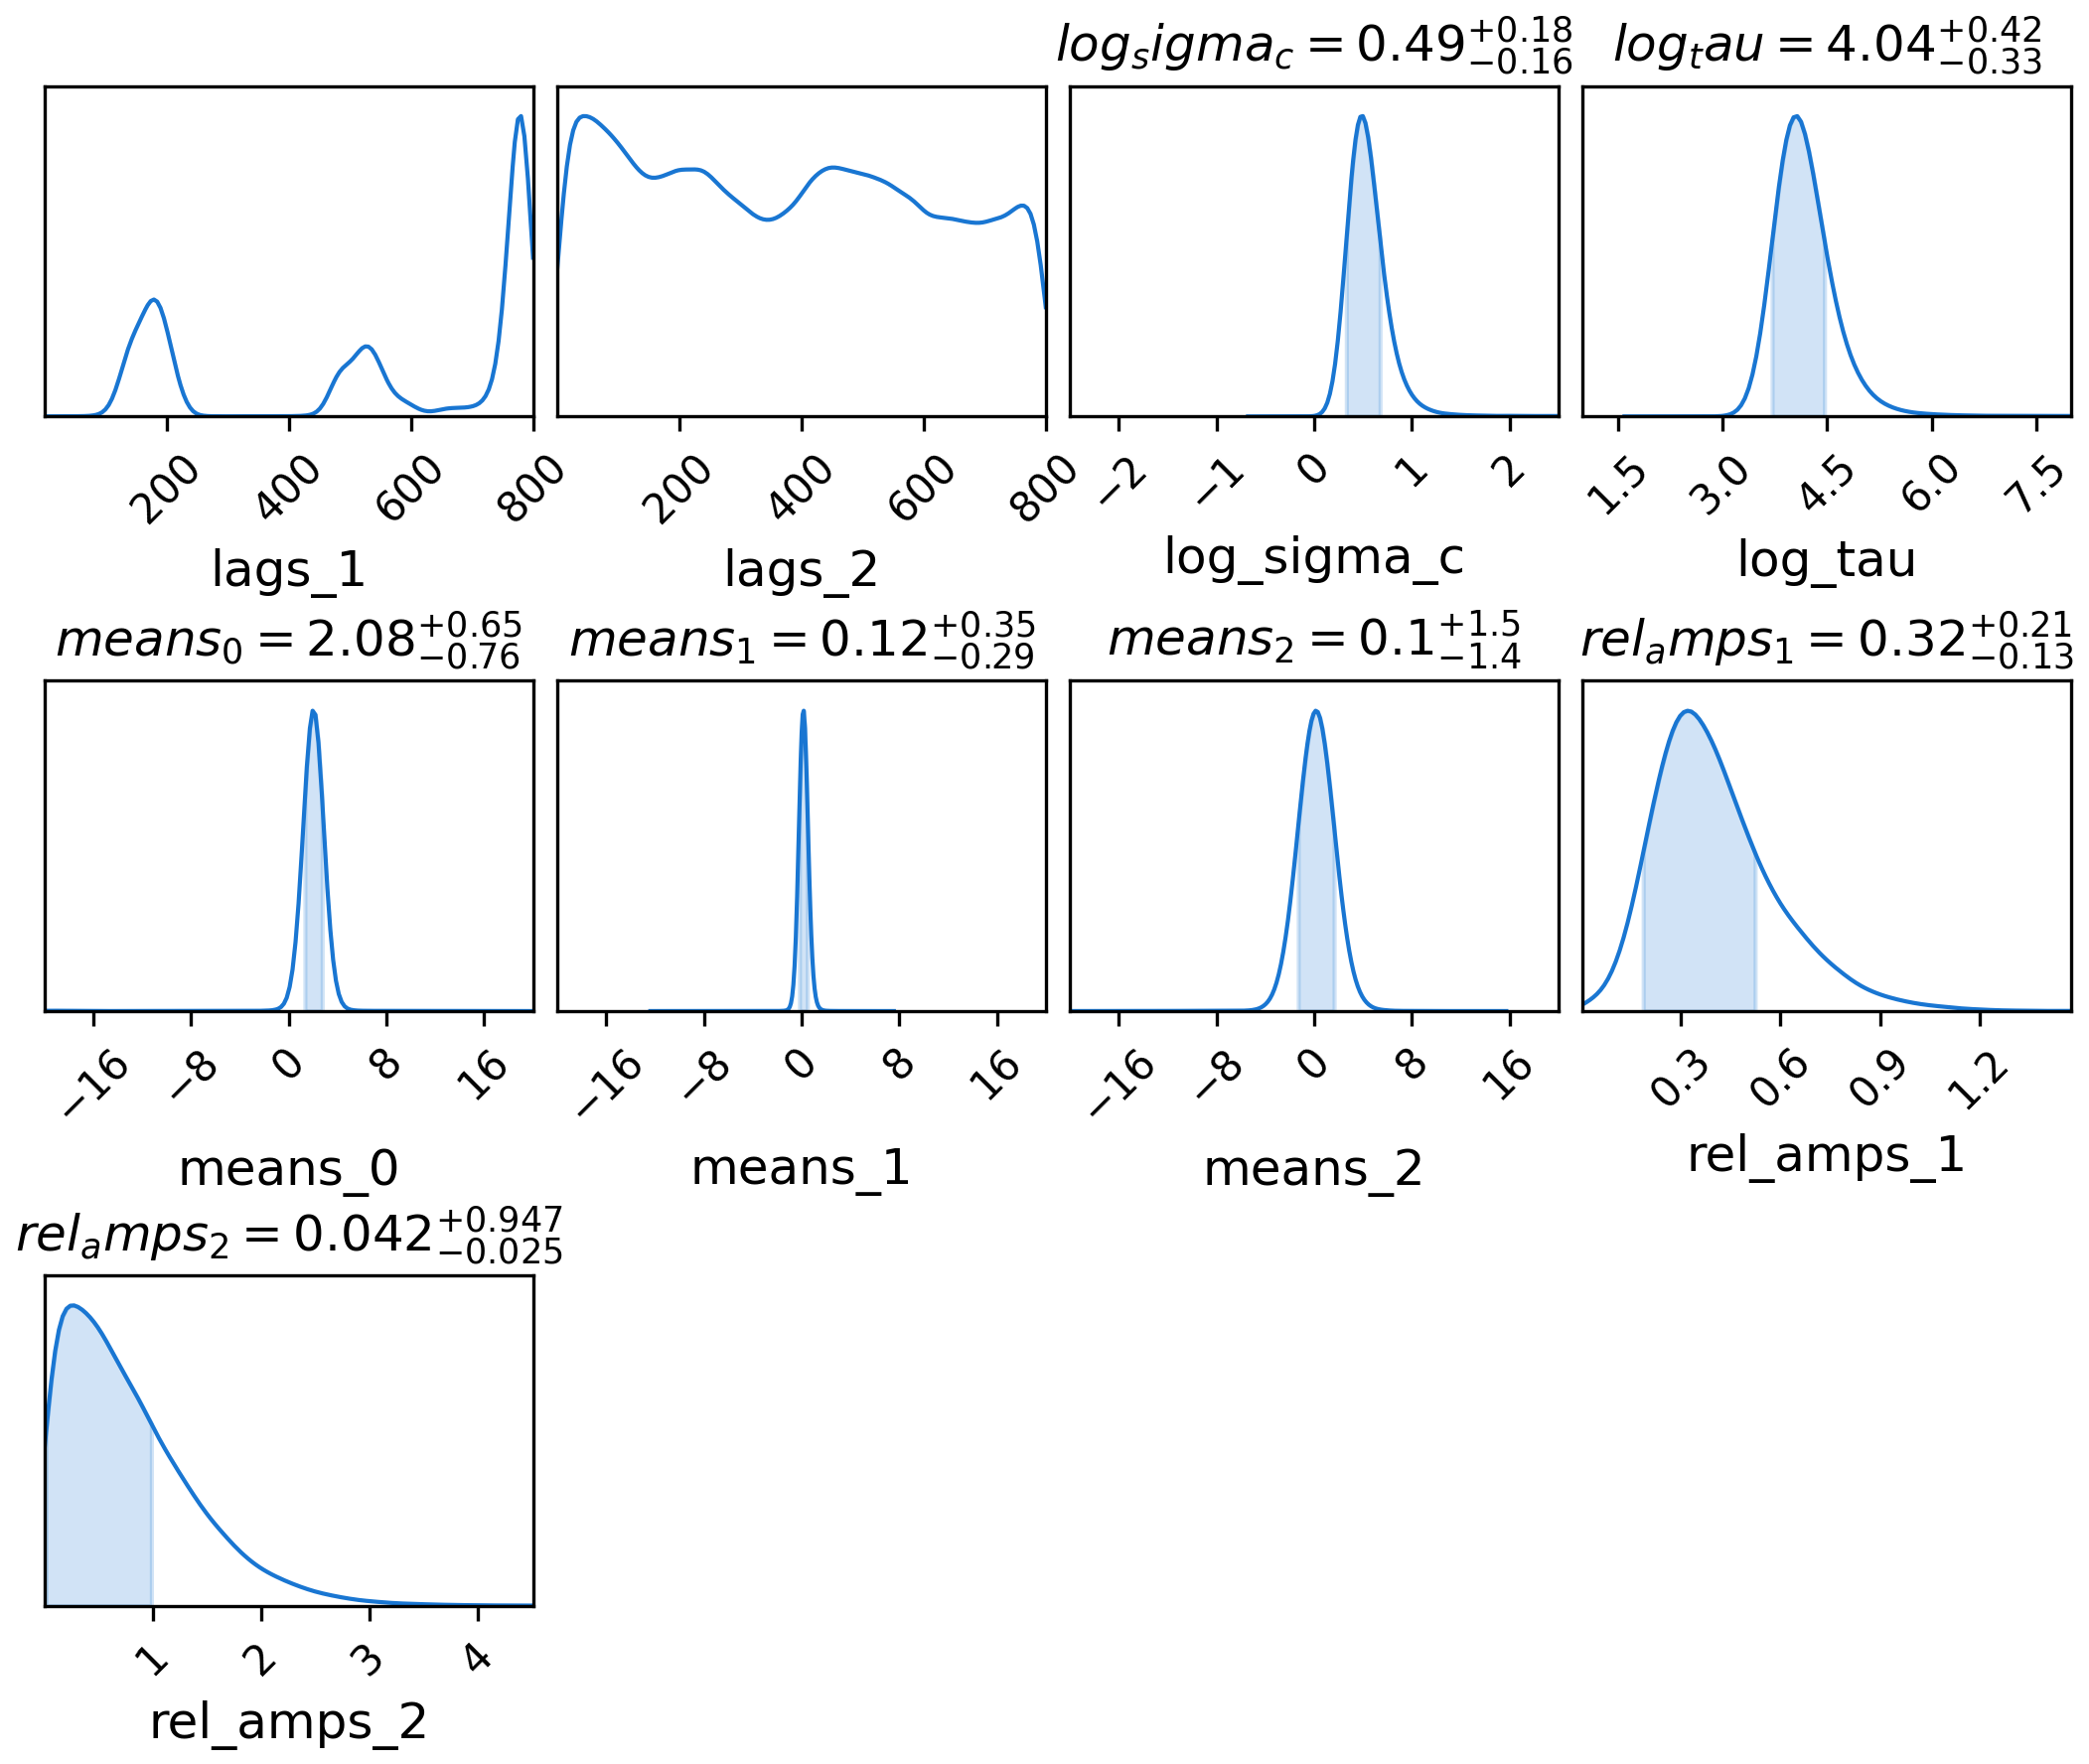 $log_sigma_c = 0.49^{+0.18}_{-0.16}$ $log_tau = 4.04^{+0.42}_{-0.33}$
200 400 600 800 200 400 600 800 −2 −1 0 1 2 1.5 3.0 4.5 6.0 7.5
lags_1 lags_2 log_sigma_c log_tau
$means_0 = 2.08^{+0.65}_{-0.76}$ $means_1 = 0.12^{+0.35}_{-0.29}$ $means_2 = 0.1^{+1.5}_{-1.4}$ $rel_amps_1 = 0.32^{+0.21}_{-0.13}$
−16 −8 0 8 16 −16 −8 0 8 16 −16 −8 0 8 16 0.3 0.6 0.9 1.2
means_0 means_1 means_2 rel_amps_1
$rel_amps_2 = 0.042^{+0.947}_{-0.025}$
1 2 3 4
rel_amps_2